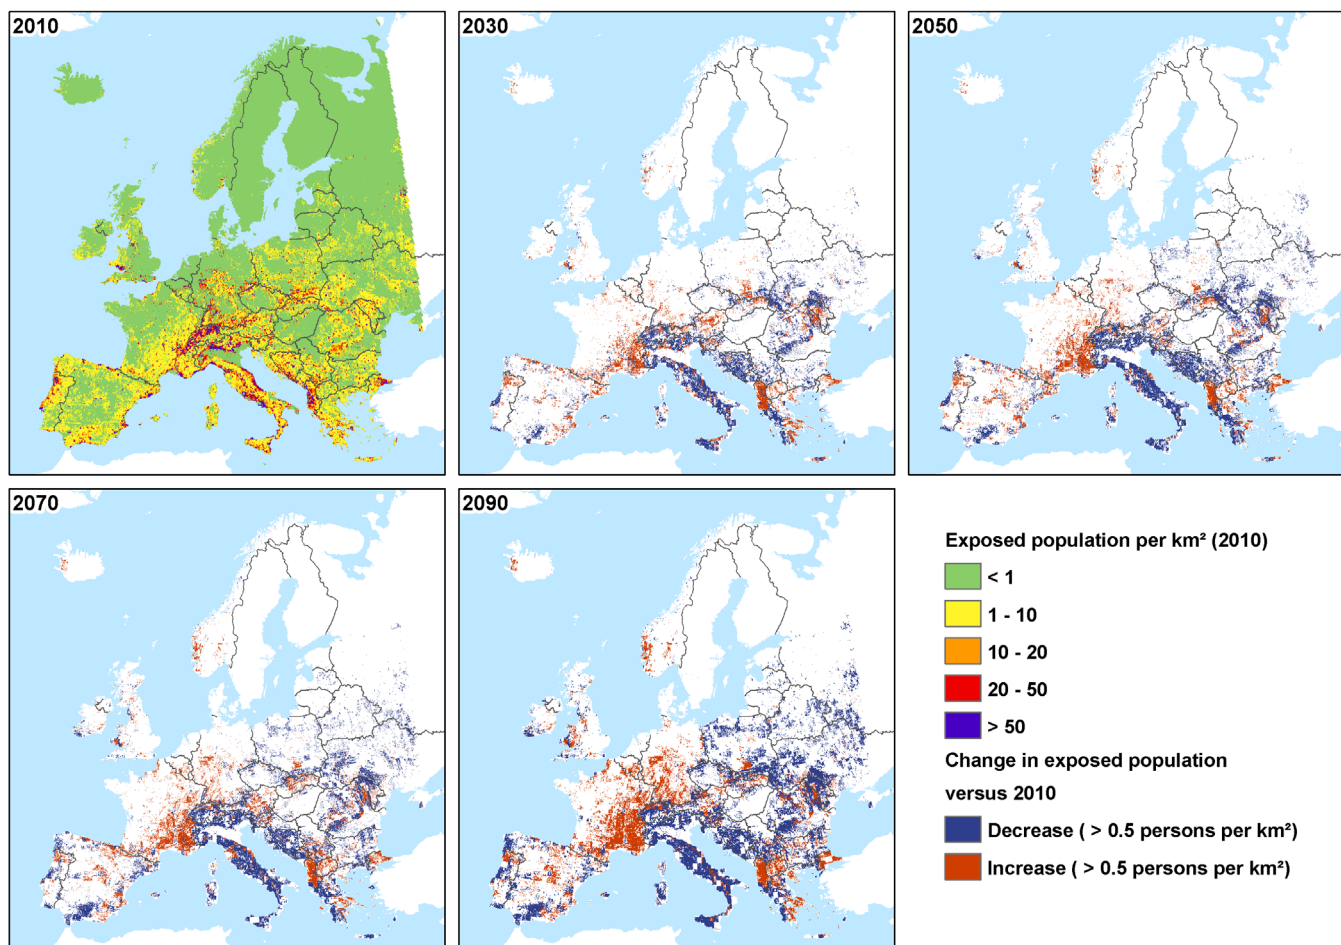 2010
2030
2050
2070
2090
Exposed population per km² (2010)
< 1
1 - 10
10 - 20
20 - 50
> 50
Change in exposed population
versus 2010
Decrease ( > 0.5 persons per km²)
Increase ( > 0.5 persons per km²)